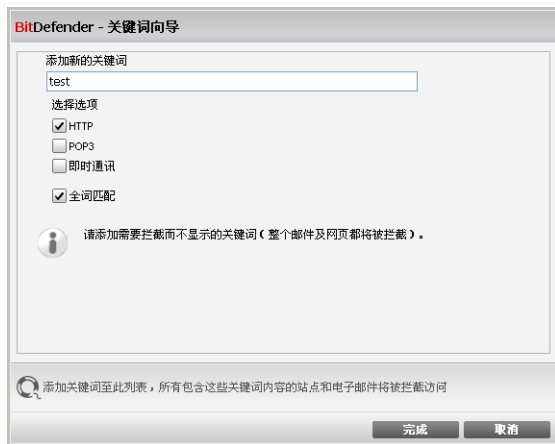 BitDefender - 关键词向导
添加新的关键词
test
选择选项
HTTP
POP3
即时通讯
全词匹配
请添加需要拦截而不显示的关键词(整个邮件及网页都将被拦截)。
添加关键词至此列表,所有包含这些关键词内容的站点和电子邮件将被拦截访问
完成 取消